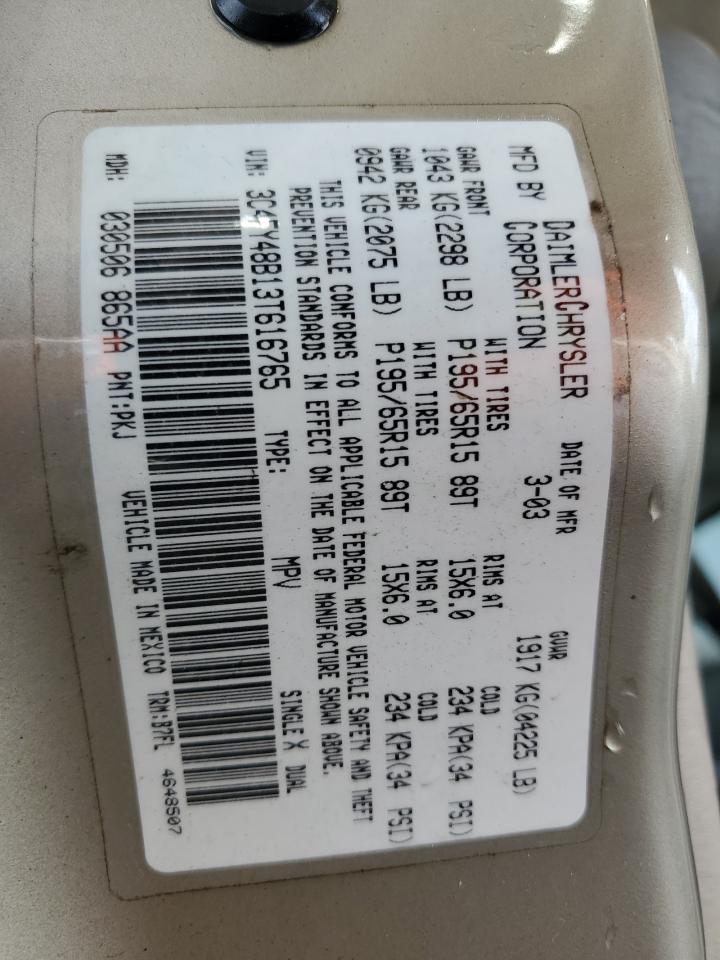 MFD BY DAIMLERCHRYSLER CORPORATION DATE OF MFR 3-03 GVWR 1917 KG(04225 LB)
GAWR FRONT WITH TIRES RIMS AT COLD
1043 KG(2298 LB) P195/65R15 89T 15X6.0 234 KPA(34 PSI)
GAWR REAR WITH TIRES RIMS AT COLD
0942 KG(2075 LB) P195/65R15 89T 15X6.0 234 KPA(34 PSI)
THIS VEHICLE CONFORMS TO ALL APPLICABLE FEDERAL MOTOR VEHICLE SAFETY AND THEFT
PREVENTION STANDARDS IN EFFECT ON THE DATE OF MANUFACTURE SHOWN ABOVE.
VIN: 3C4FY48B13T616765 TYPE: MPV SINGLE X DUAL
MDH: 030506 865AA PNT:PKJ VEHICLE MADE IN MEXICO TRM:B7FL 4648507